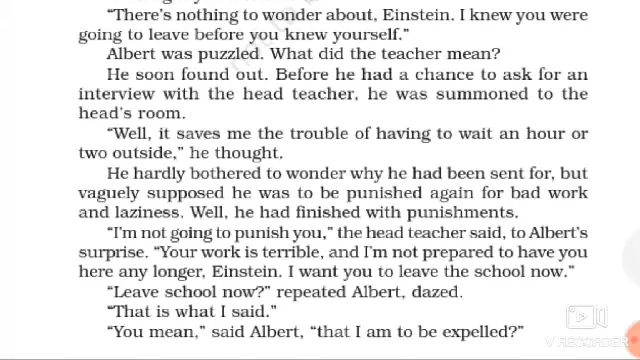 "There's nothing to wonder about, Einstein. I knew you were
going to leave before you knew yourself."
Albert was puzzled. What did the teacher mean?
He soon found out. Before he had a chance to ask for an
interview with the head teacher, he was summoned to the
head's room.
"Well, it saves me the trouble of having to wait an hour or
two outside," he thought.
He hardly bothered to wonder why he had been sent for, but
vaguely supposed he was to be punished again for bad work
and laziness. Well, he had finished with punishments.
"I'm not going to punish you," the head teacher said, to Albert's
surprise. "Your work is terrible, and I'm not prepared to have you
here any longer, Einstein. I want you to leave the school now."
"Leave school now?" repeated Albert, dazed.
"That is what I said."
"You mean," said Albert, "that I am to be expelled?"
V RECORDER